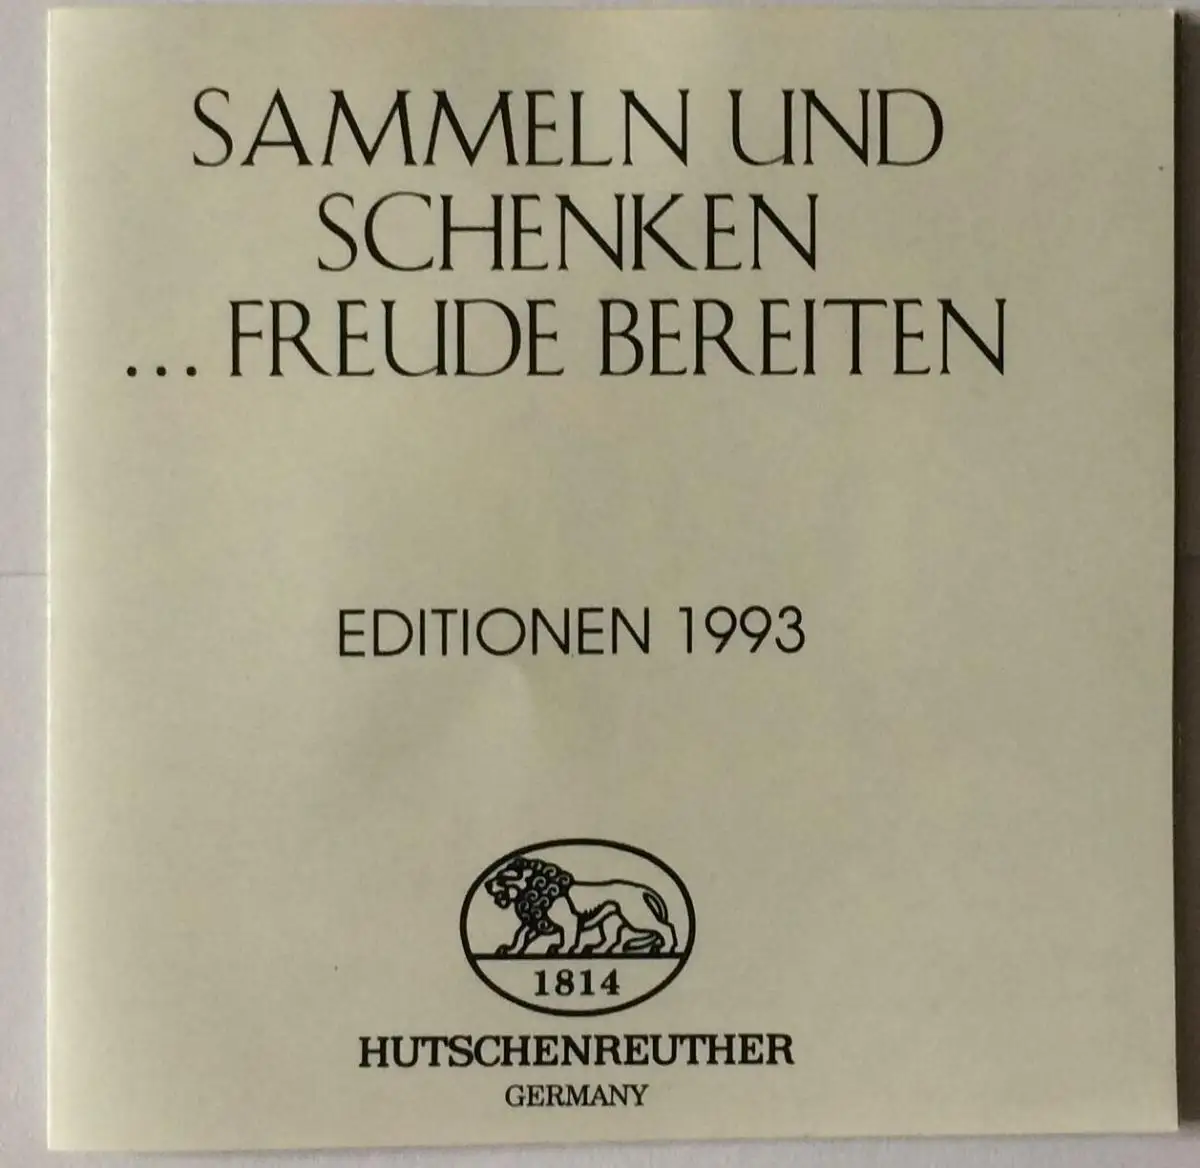 SAMMELN UND
SCHENKEN
... FREUDE BEREITEN
EDITIONEN 1993
1814
HUTSCHENREUTHER
GERMANY